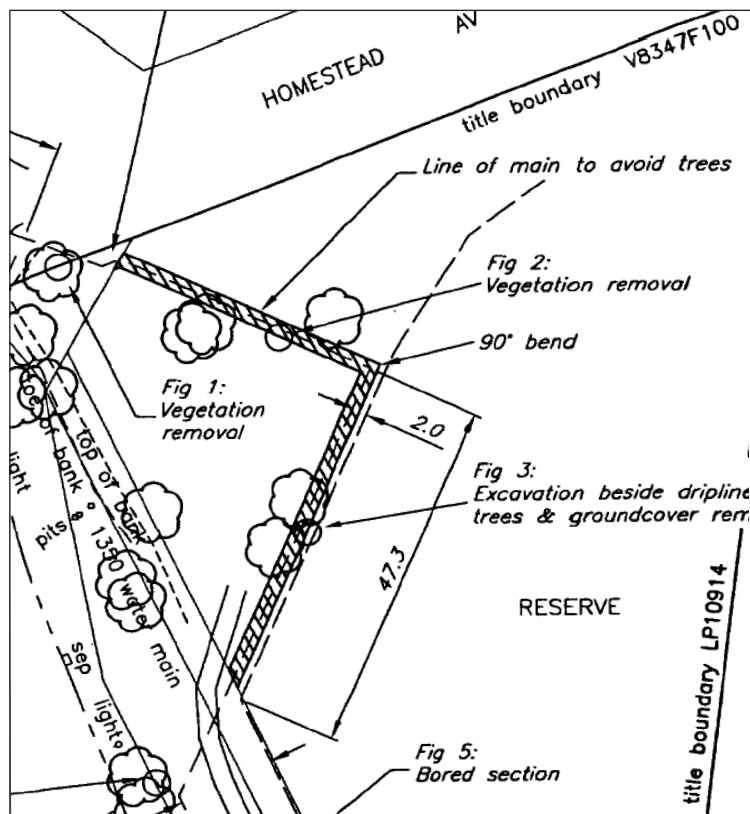 AV
HOMESTEAD
title boundary V8347F100
Line of main to avoid trees
Fig 2:
Vegetation removal
90° bend
Fig 1:
Vegetation
removal
2.0
Fig 3:
Excavation beside dripline
trees & groundcover rem
47.3
toe of bank
top of bank
light
pits & 1350 water main
RESERVE
sep light
title boundary LP10914
Fig 5:
Bored section